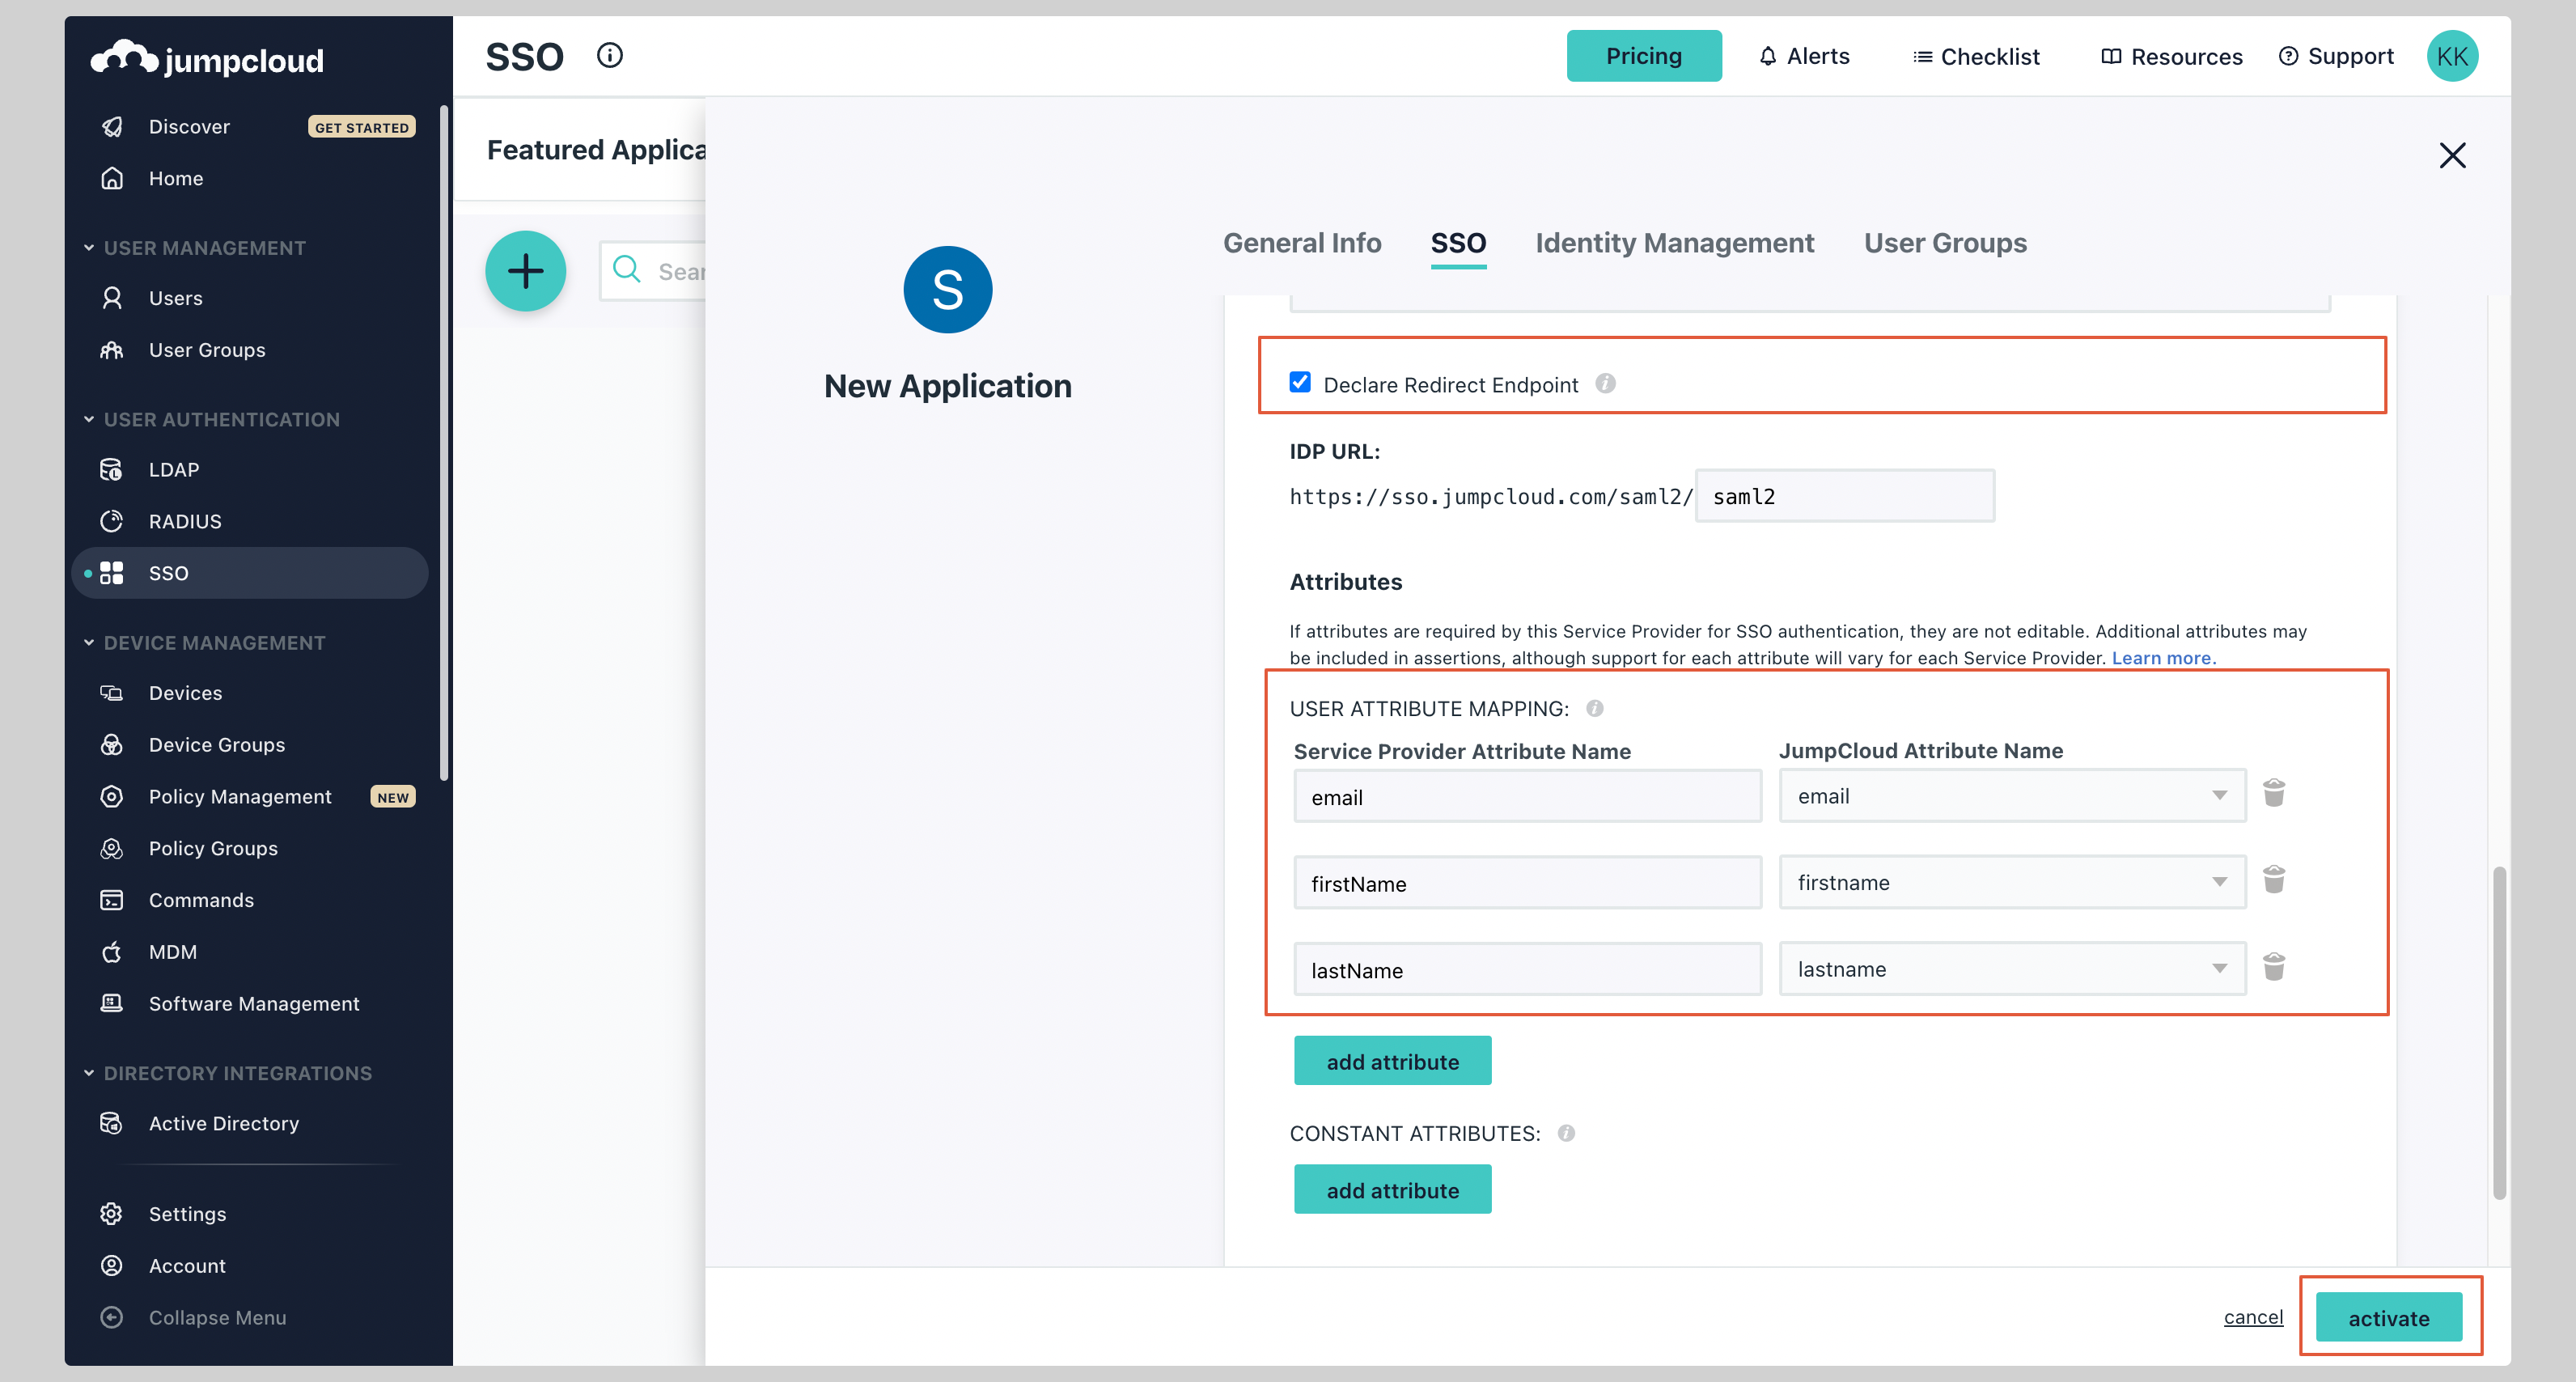 jumpcloud
Discover GET STARTED
Home
USER MANAGEMENT
Users
User Groups
USER AUTHENTICATION
LDAP
RADIUS
SSO
DEVICE MANAGEMENT
Devices
Device Groups
Policy Management NEW
Policy Groups
Commands
MDM
Software Management
DIRECTORY INTEGRATIONS
Active Directory
Settings
Account
Collapse Menu
SSO
Pricing Alerts Checklist Resources Support KK
Featured Applica
Sear
S
New Application
General Info SSO Identity Management User Groups
Declare Redirect Endpoint
IDP URL:
https://sso.jumpcloud.com/saml2/ saml2
Attributes
If attributes are required by this Service Provider for SSO authentication, they are not editable. Additional attributes may
be included in assertions, although support for each attribute will vary for each Service Provider. Learn more.
USER ATTRIBUTE MAPPING:
Service Provider Attribute Name JumpCloud Attribute Name
email email
firstName firstname
lastName lastname
add attribute
CONSTANT ATTRIBUTES:
add attribute
cancel activate